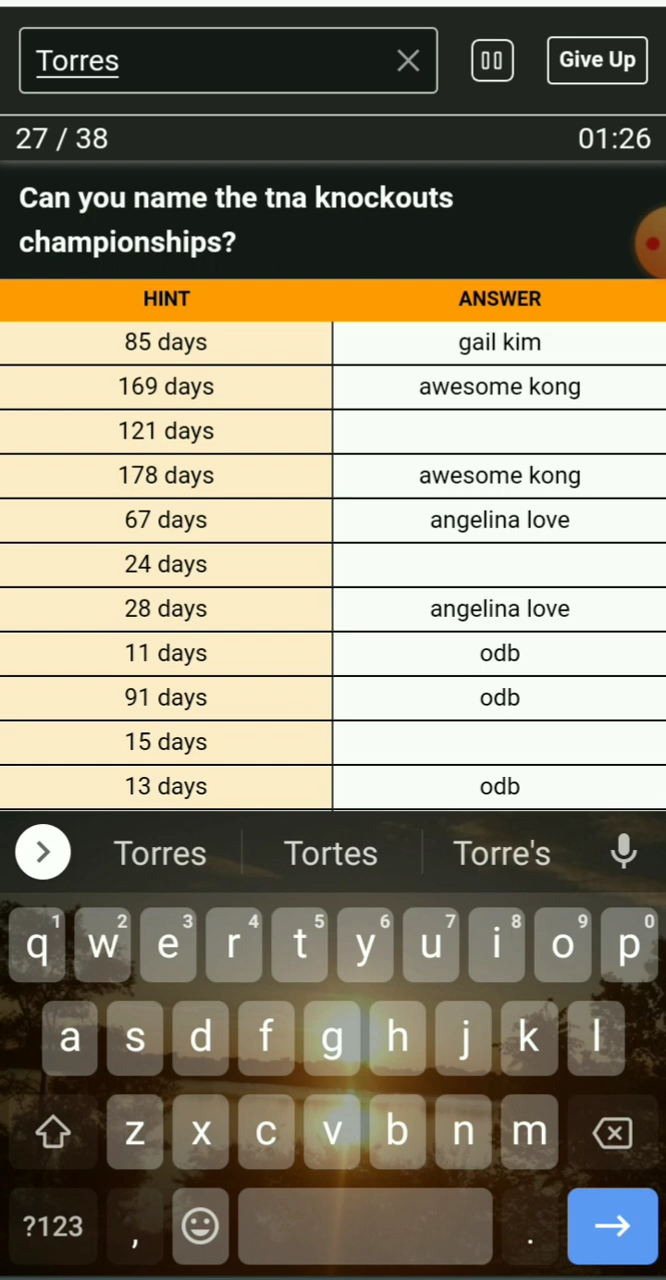 Torres
Give Up
27 / 38 01:26
Can you name the tna knockouts
championships?
HINT ANSWER
85 days gail kim
169 days awesome kong
121 days
178 days awesome kong
67 days angelina love
24 days
28 days angelina love
11 days odb
91 days odb
15 days
13 days odb
Torres Tortes Torre's
1 2 3 4 5 6 7 8 9 0
q w e r t y u i o p
a s d f g h j k l
z x c v b n m
?123 , .